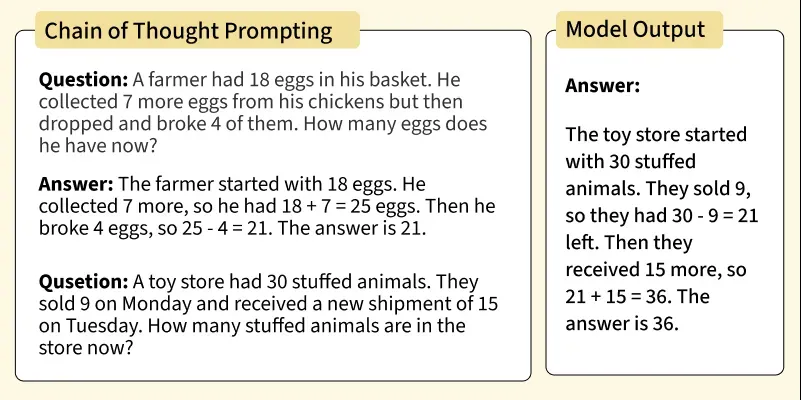 Chain of Thought Prompting
Question: A farmer had 18 eggs in his basket. He
collected 7 more eggs from his chickens but then
dropped and broke 4 of them. How many eggs does
he have now?
Answer: The farmer started with 18 eggs. He
collected 7 more, so he had 18 + 7 = 25 eggs. Then he
broke 4 eggs, so 25 - 4 = 21. The answer is 21.
Qusetion: A toy store had 30 stuffed animals. They
sold 9 on Monday and received a new shipment of 15
on Tuesday. How many stuffed animals are in the
store now?
Model Output
Answer:
The toy store started
with 30 stuffed
animals. They sold 9,
so they had 30 - 9 = 21
left. Then they
received 15 more, so
21 + 15 = 36. The
answer is 36.